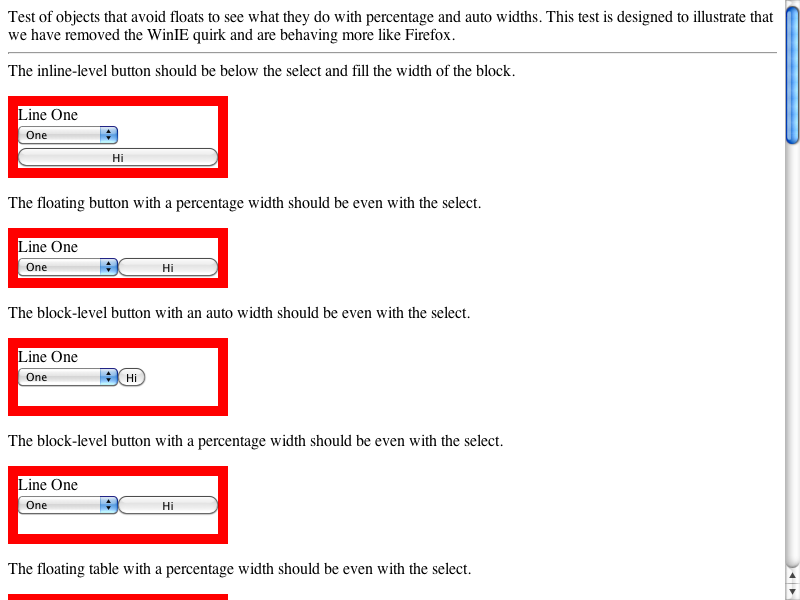 Test of objects that avoid floats to see what they do with percentage and auto widths. This test is designed to illustrate that
we have removed the WinIE quirk and are behaving more like Firefox.
The inline-level button should be below the select and fill the width of the block.
Line One
One
Hi
The floating button with a percentage width should be even with the select.
Line One
One Hi
The block-level button with an auto width should be even with the select.
Line One
One Hi
The block-level button with a percentage width should be even with the select.
Line One
One Hi
The floating table with a percentage width should be even with the select.